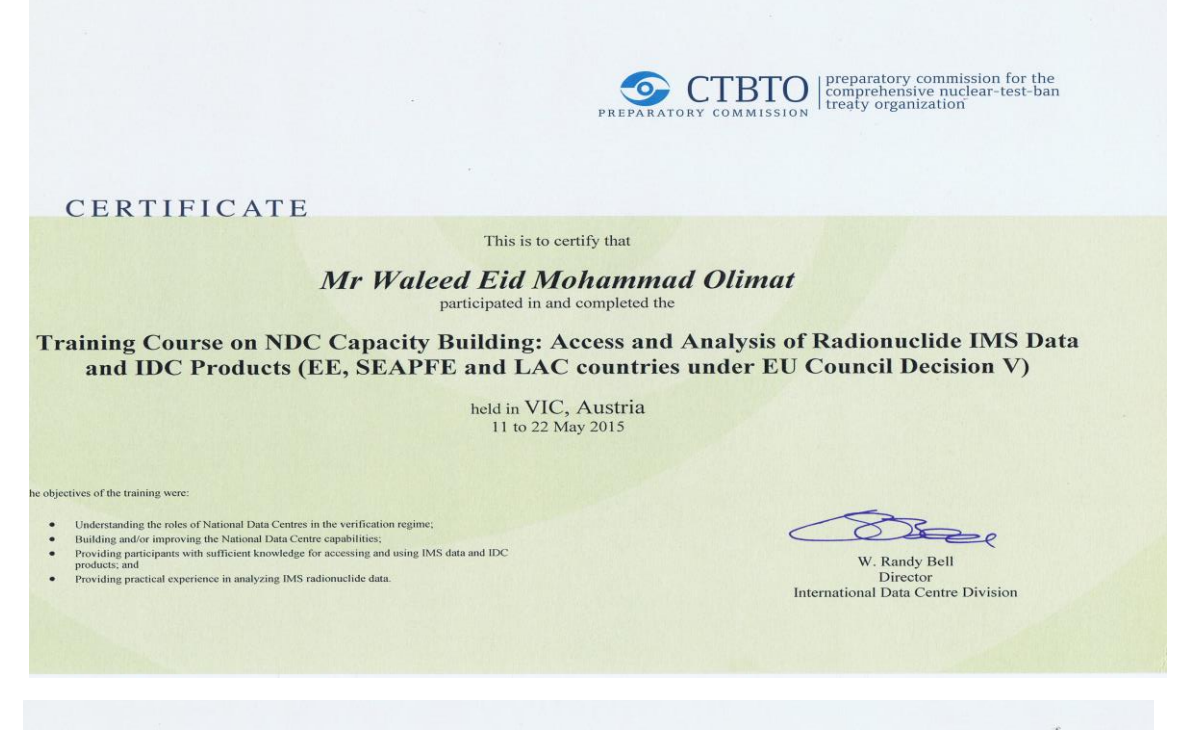 CTBTO
PREPARATORY COMMISSION
preparatory commission for the
comprehensive nuclear-test-ban
treaty organization
CERTIFICATE
This is to certify that
Mr Waleed Eid Mohammad Olimat
participated in and completed the
Training Course on NDC Capacity Building: Access and Analysis of Radionuclide IMS Data
and IDC Products (EE, SEAPFE and LAC countries under EU Council Decision V)
held in VIC, Austria
11 to 22 May 2015
he objectives of the training were:
• Understanding the roles of National Data Centres in the verification regime;
• Building and/or improving the National Data Centre capabilities;
• Providing participants with sufficient knowledge for accessing and using IMS data and IDC
products; and
• Providing practical experience in analyzing IMS radionuclide data.
W. Randy Bell
Director
International Data Centre Division